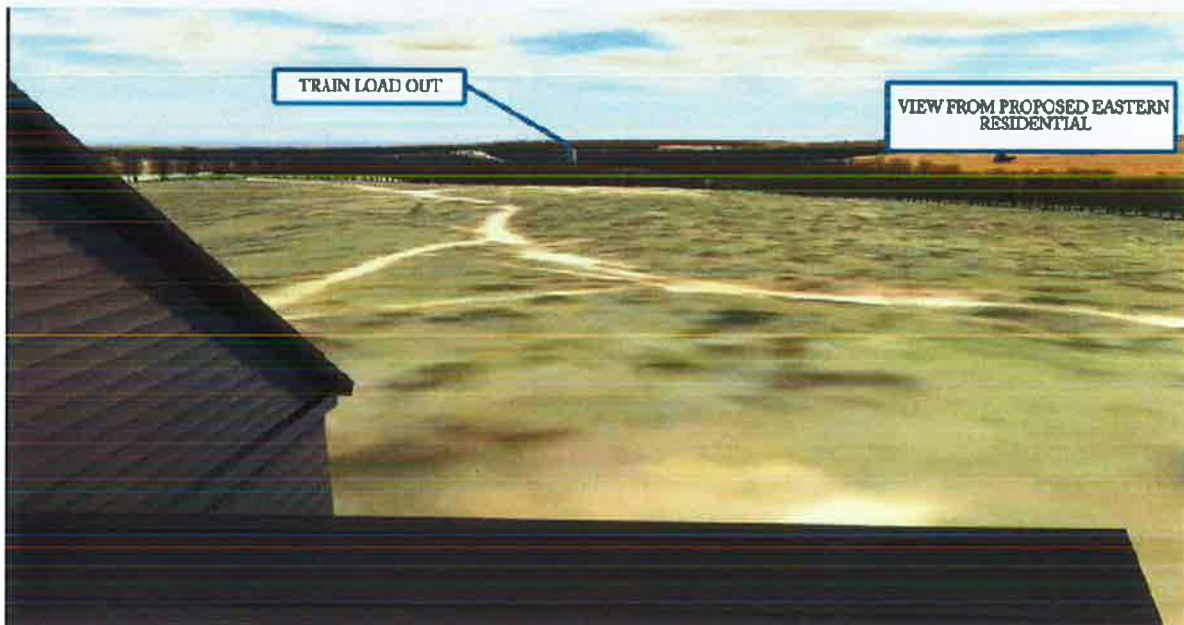 TRAIN LOAD OUT
VIEW FROM PROPOSED EASTERN
RESIDENTIAL